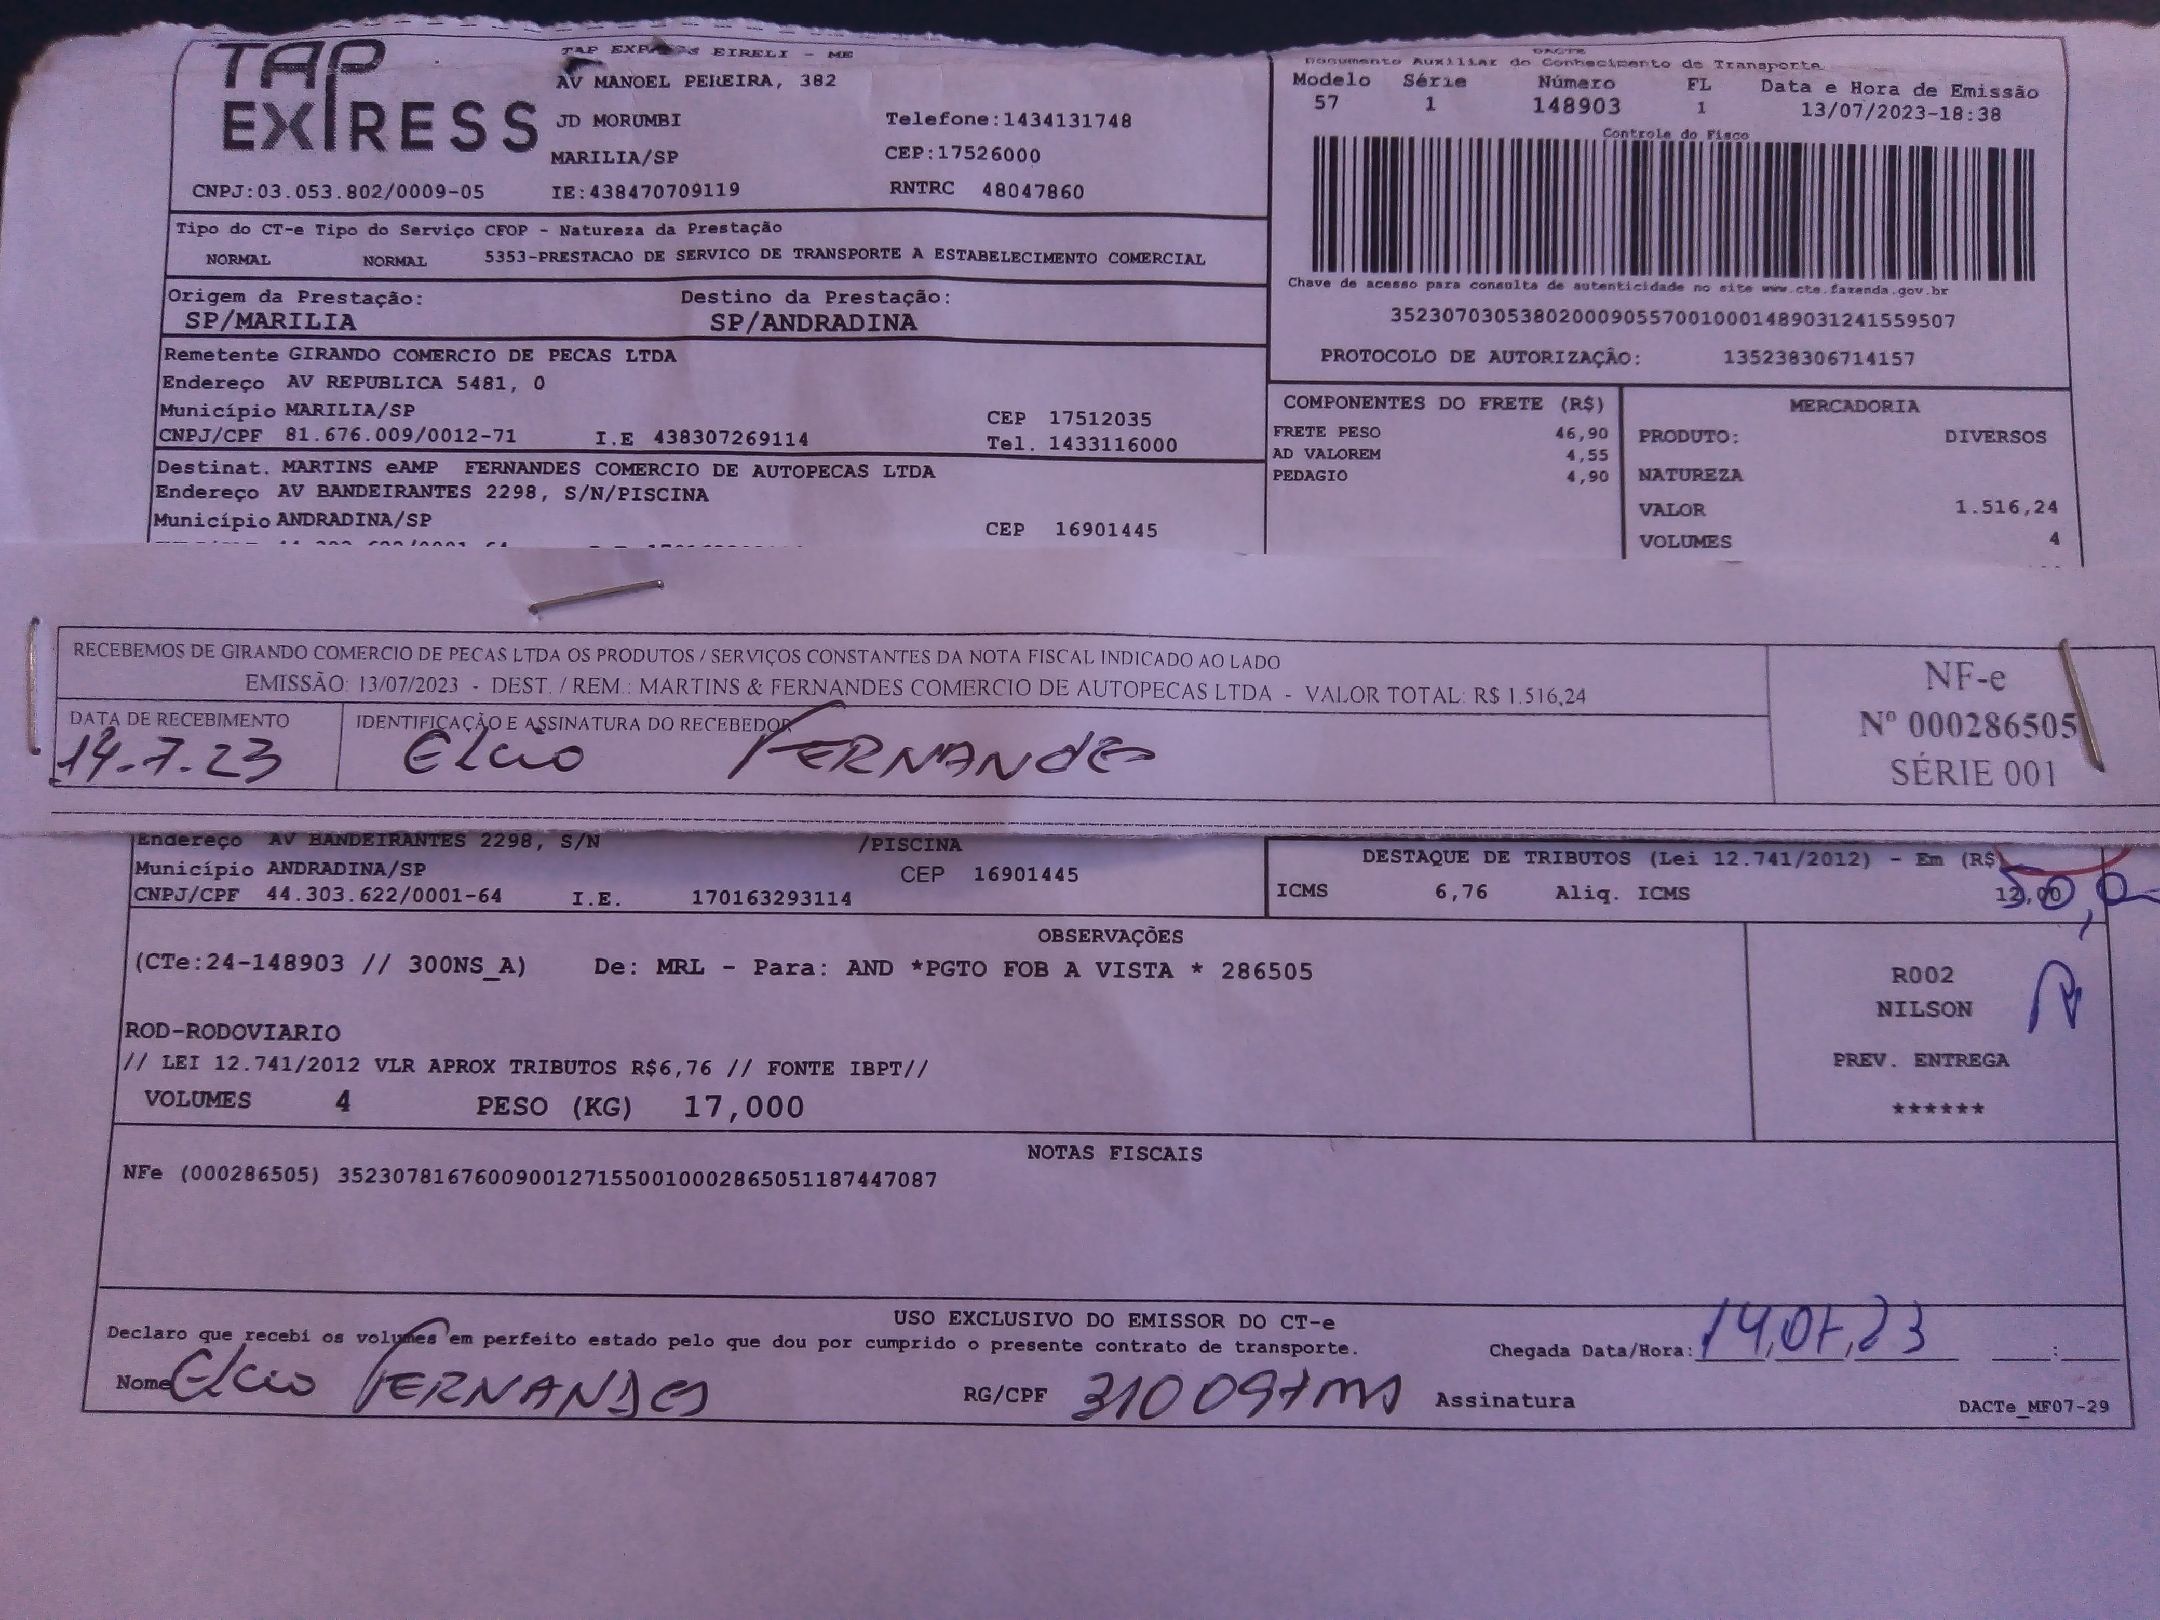 TAP EXPRESS
TAP EXPRESS EIRELI - ME
AV MANOEL PEREIRA, 382
JD MORUMBI Telefone:1434131748
MARILIA/SP CEP:17526000
CNPJ:03.053.802/0009-05 IE:438470709119 RNTRC 48047860
DACTE
Documento Auxiliar do Conhecimento de Transporte
Modelo Série Número FL Data e Hora de Emissão
57 1 148903 1 13/07/2023-18:38
Controle do Fisco
Chave de acesso para consulta de autenticidade no site www.cte.fazenda.gov.br
35230703053802000905570010001489031241559507
PROTOCOLO DE AUTORIZAÇÃO: 135238306714157
Tipo do CT-e Tipo do Serviço CFOP - Natureza da Prestação
NORMAL NORMAL 5353-PRESTACAO DE SERVICO DE TRANSPORTE A ESTABELECIMENTO COMERCIAL
Origem da Prestação: Destino da Prestação:
SP/MARILIA SP/ANDRADINA
Remetente GIRANDO COMERCIO DE PECAS LTDA
Endereço AV REPUBLICA 5481, 0
Município MARILIA/SP CEP 17512035
CNPJ/CPF 81.676.009/0012-71 I.E 438307269114 Tel. 1433116000
Destinat. MARTINS eAMP FERNANDES COMERCIO DE AUTOPECAS LTDA
Endereço AV BANDEIRANTES 2298, S/N/PISCINA
Município ANDRADINA/SP CEP 16901445
COMPONENTES DO FRETE (R$)
FRETE PESO 46,90
AD VALOREM 4,55
PEDAGIO 4,90
MERCADORIA
PRODUTO: DIVERSOS
NATUREZA
VALOR 1.516,24
VOLUMES 4
RECEBEMOS DE GIRANDO COMERCIO DE PECAS LTDA OS PRODUTOS / SERVIÇOS CONSTANTES DA NOTA FISCAL INDICADO AO LADO
EMISSÃO: 13/07/2023 - DEST. / REM.: MARTINS & FERNANDES COMERCIO DE AUTOPECAS LTDA - VALOR TOTAL: R$ 1.516,24
DATA DE RECEBIMENTO IDENTIFICAÇÃO E ASSINATURA DO RECEBEDOR
14.7.23 Elcio FERNANDES
NF-e
Nº 000286505
SÉRIE 001
Endereço AV BANDEIRANTES 2298, S/N /PISCINA
Município ANDRADINA/SP CEP 16901445
CNPJ/CPF 44.303.622/0001-64 I.E. 170163293114
DESTAQUE DE TRIBUTOS (Lei 12.741/2012) - Em (R$
ICMS 6,76 Aliq. ICMS 12,00
OBSERVAÇÕES
(CTe:24-148903 // 300NS_A) De: MRL - Para: AND *PGTO FOB A VISTA * 286505
ROD-RODOVIARIO
// LEI 12.741/2012 VLR APROX TRIBUTOS R$6,76 // FONTE IBPT//
VOLUMES 4 PESO (KG) 17,000
R002
NILSON
PREV. ENTREGA
******
NOTAS FISCAIS
NFe (000286505) 35230781676009001271550010002865051187447087
USO EXCLUSIVO DO EMISSOR DO CT-e
Declaro que recebi os volumes em perfeito estado pelo que dou por cumprido o presente contrato de transporte.
Chegada Data/Hora: 14,07,23 :
Nome Elcio FERNANDES RG/CPF Assinatura
DACTe_MF07-29